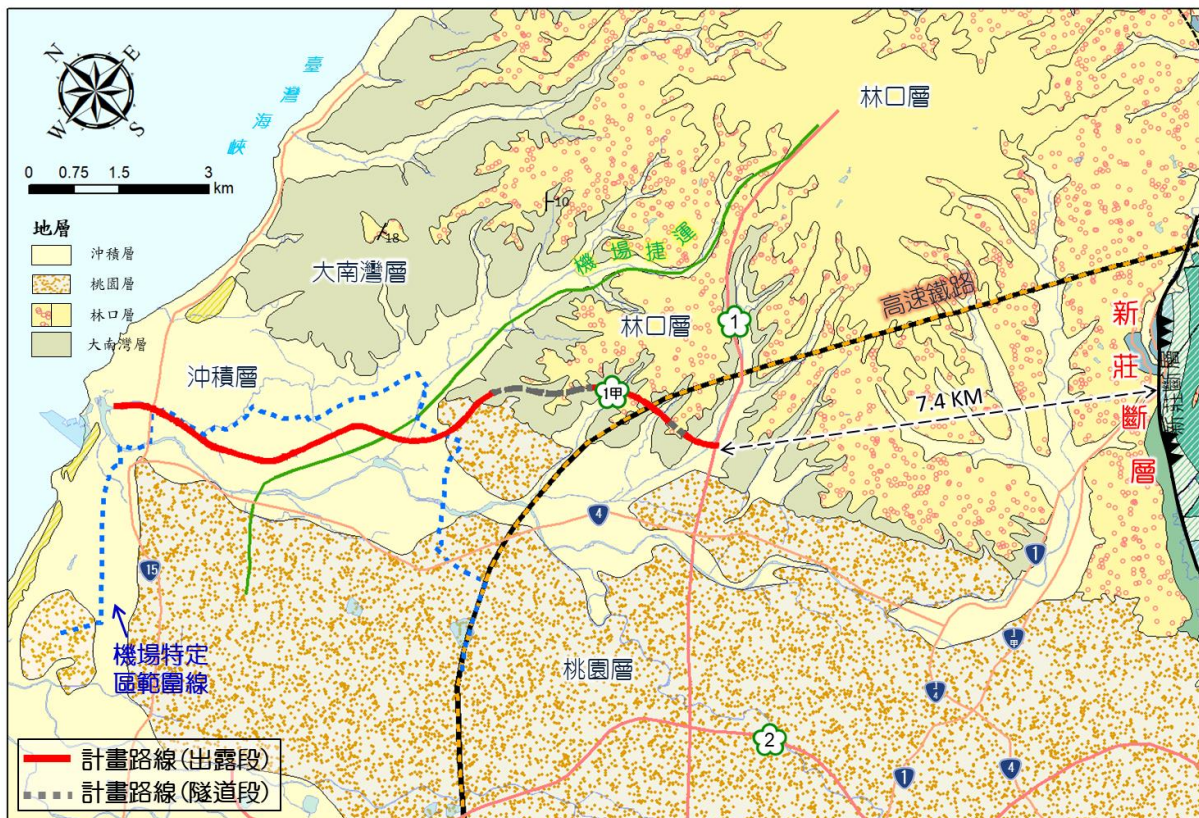 N
E
W
S
臺灣海峽
0 0.75 1.5 3
km
地層
沖積層
桃園層
林口層
大南灣層
林口層
10
18
大南灣層
機場捷運
高速鐵路
林口層
1
新莊斷層
沖積層
1甲
7.4 KM
4
1
15
機場特定
區範圍線
桃園層
1甲
2
1
4
計畫路線(出露段)
計畫路線(隧道段)